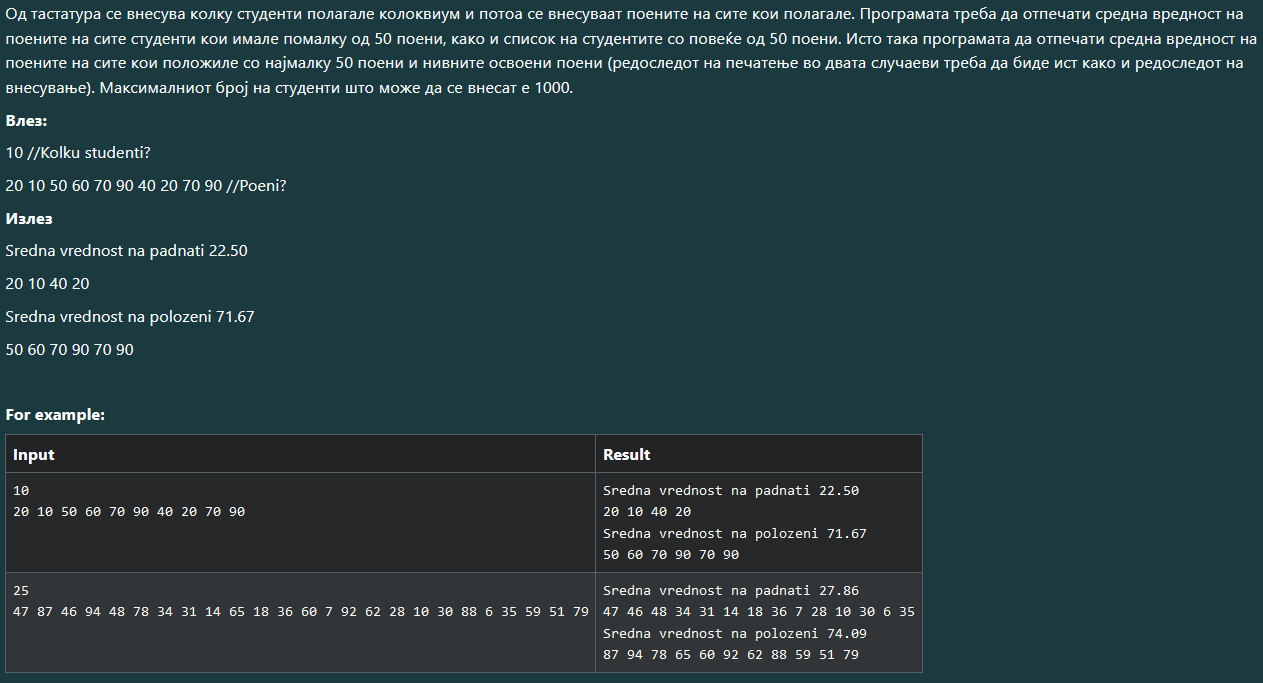 Од тастатура се внесува колку студенти полагале колоквиум и потоа се внесуваат поените на сите кои полагале. Програмата треба да отпечати средна вредност на
поените на сите студенти кои имале помалку од 50 поени, како и список на студентите со повеќе од 50 поени. Исто така програмата да отпечати средна вредност на
поените на сите кои положиле со најмалку 50 поени и нивните освоени поени (редоследот на печатење во двата случаеви треба да биде ист како и редоследот на
внесување). Максималниот број на студенти што може да се внесат е 1000.
Влез:
10 //Kolku studenti?
20 10 50 60 70 90 40 20 70 90 //Poeni?
Излез
Sredna vrednost na padnati 22.50
20 10 40 20
Sredna vrednost na polozeni 71.67
50 60 70 90 70 90
For example:
Input Result
10
20 10 50 60 70 90 40 20 70 90
Sredna vrednost na padnati 22.50
20 10 40 20
Sredna vrednost na polozeni 71.67
50 60 70 90 70 90
25
47 87 46 94 48 78 34 31 14 65 18 36 60 7 92 62 28 10 30 88 6 35 59 51 79
Sredna vrednost na padnati 27.86
47 46 48 34 31 14 18 36 7 28 10 30 6 35
Sredna vrednost na polozeni 74.09
87 94 78 65 60 92 62 88 59 51 79